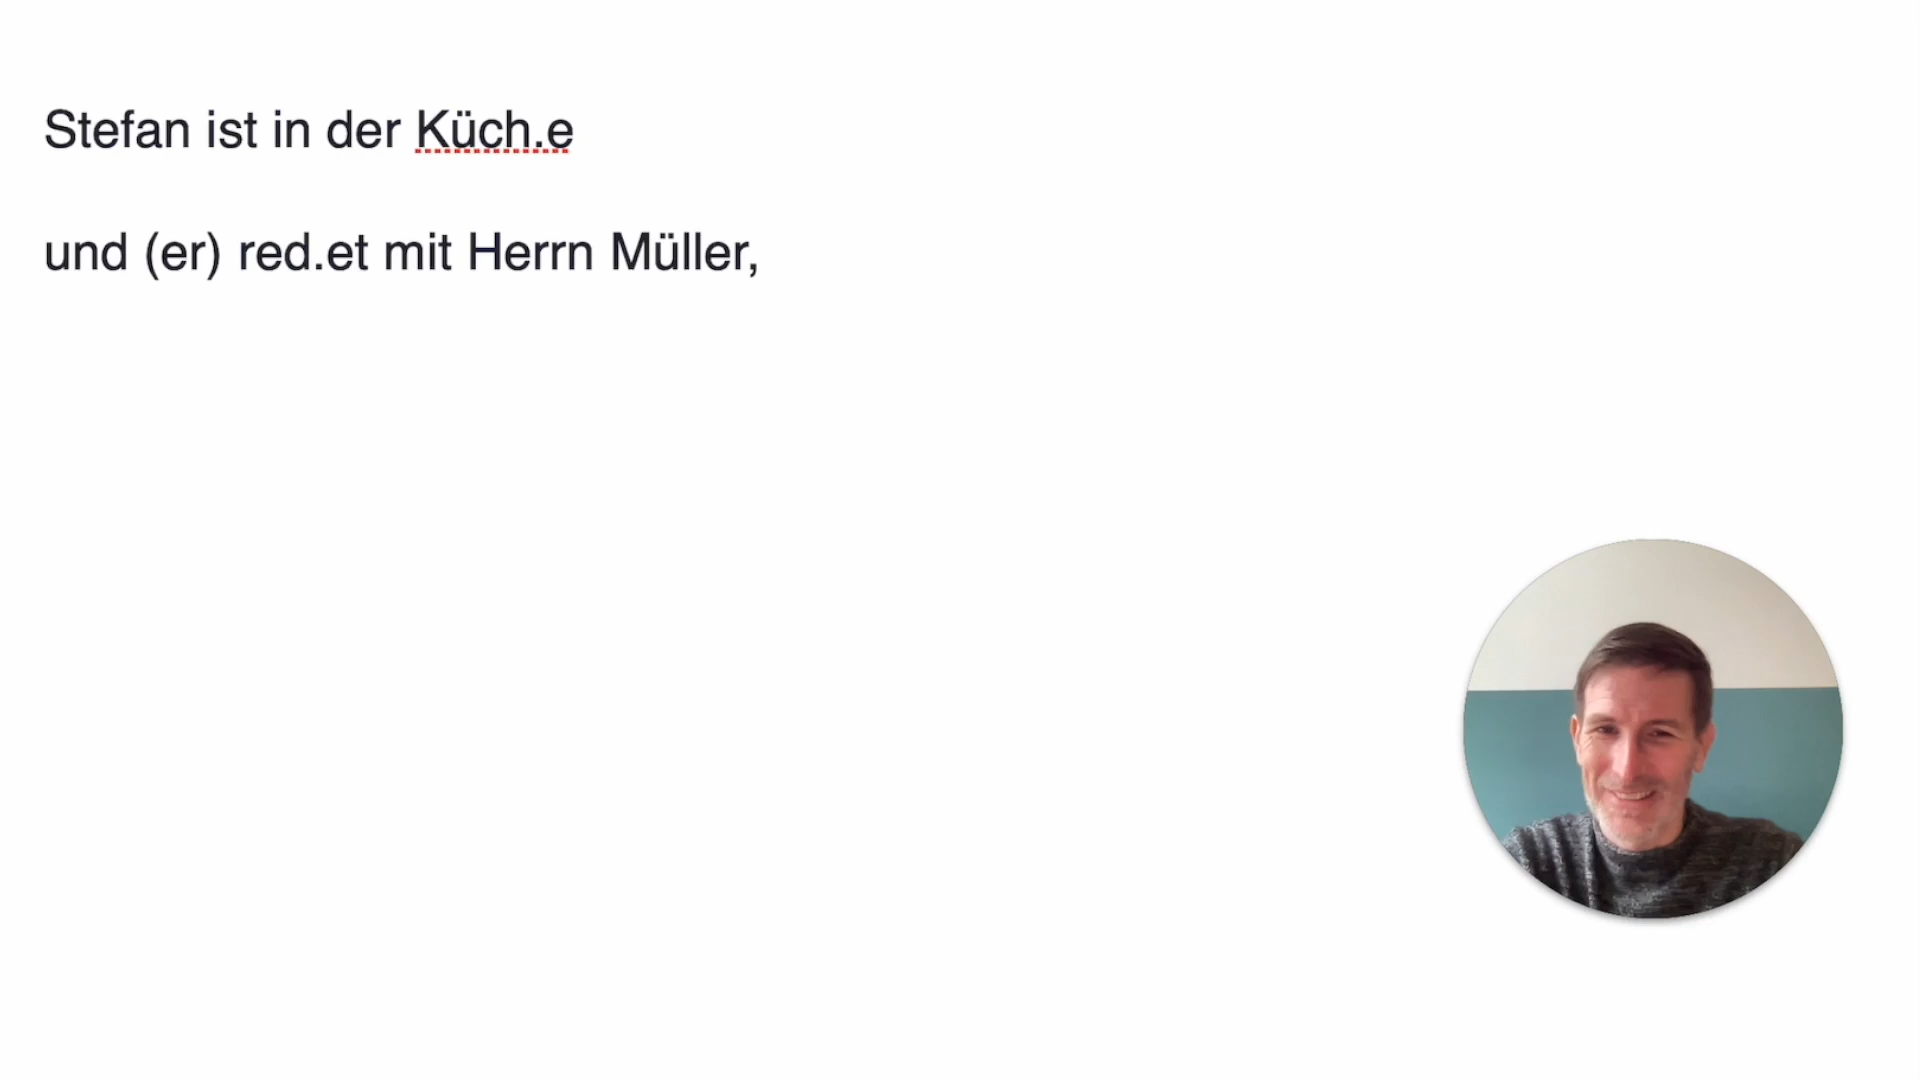 Stefan ist in der Küch.e
und (er) red.et mit Herrn Müller,